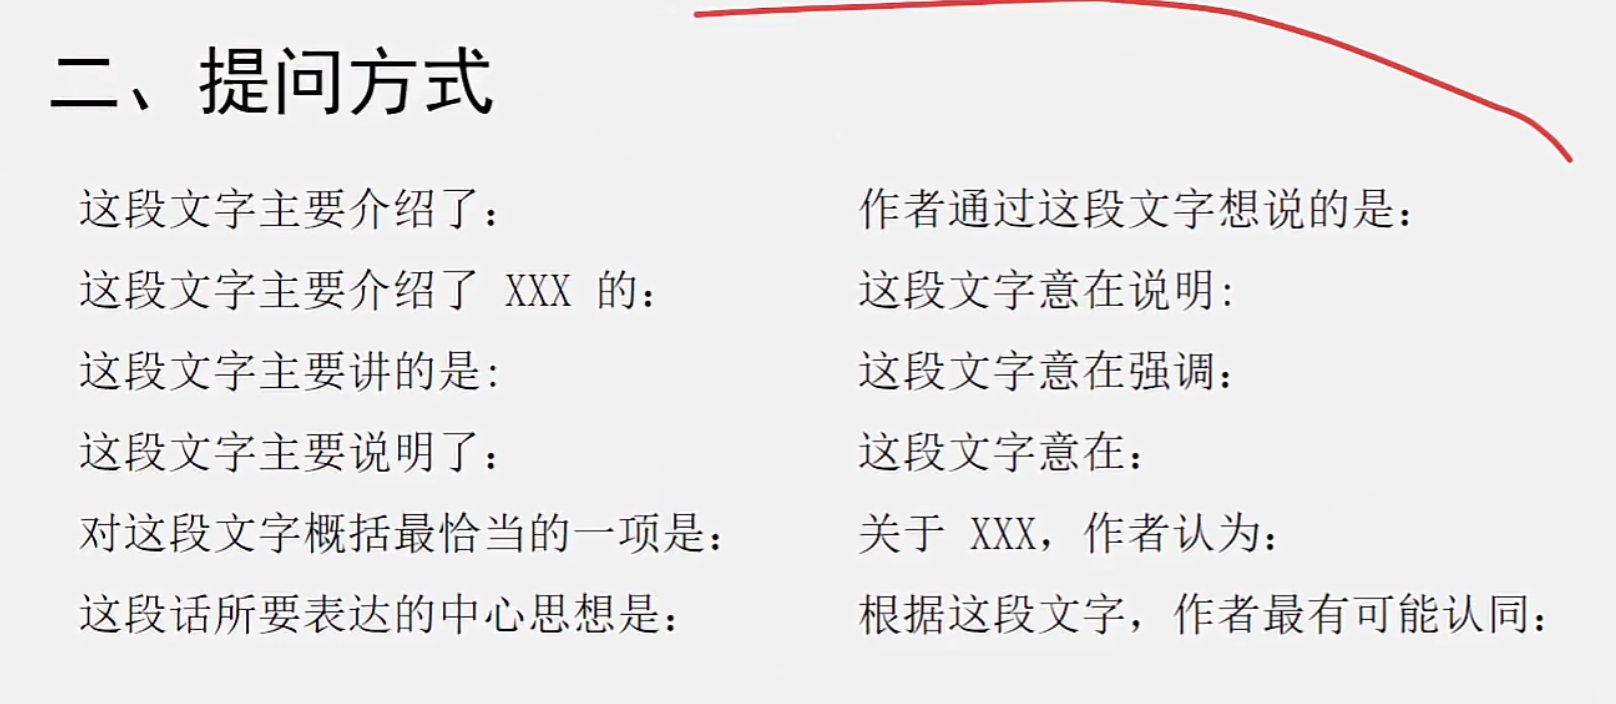 二、提问方式
这段文字主要介绍了：
这段文字主要介绍了 XXX 的：
这段文字主要讲的是:
这段文字主要说明了：
对这段文字概括最恰当的一项是：
这段话所要表达的中心思想是：
作者通过这段文字想说的是：
这段文字意在说明:
这段文字意在强调：
这段文字意在：
关于 XXX，作者认为：
根据这段文字，作者最有可能认同：